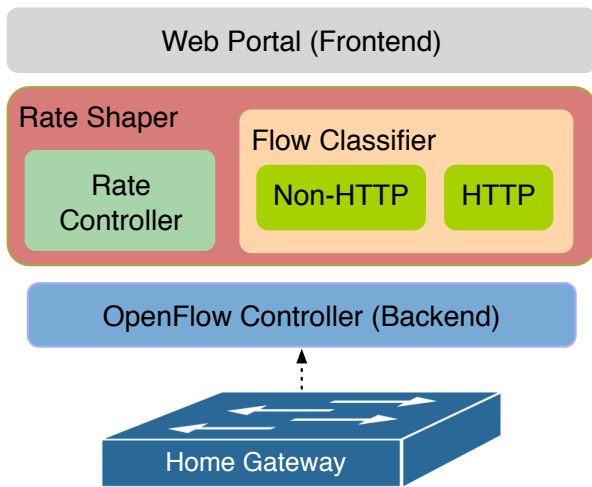 Web Portal (Frontend)
Rate Shaper
Flow Classifier
Rate
Controller
Non-HTTP
HTTP
OpenFlow Controller (Backend)
Home Gateway